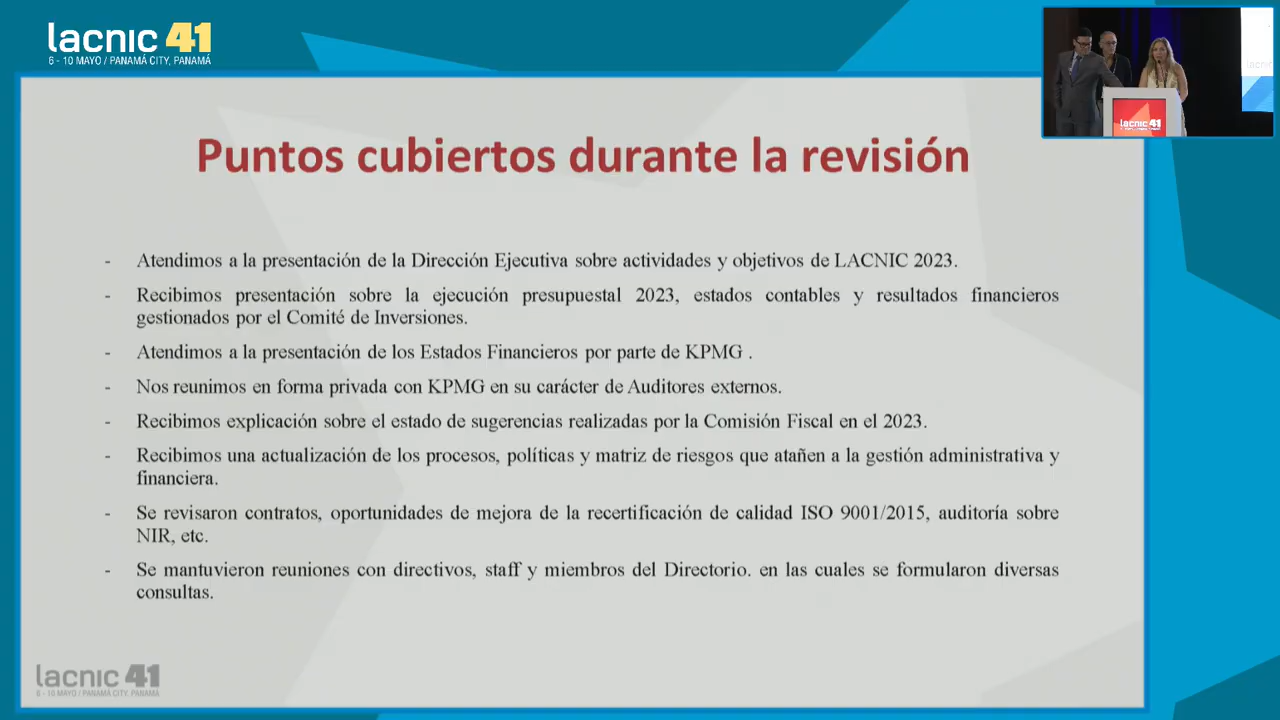 lacnic 41
6 - 10 MAYO / PANAMÁ CITY, PANAMÁ
lacnic 41
Puntos cubiertos durante la revisión
- Atendimos a la presentación de la Dirección Ejecutiva sobre actividades y objetivos de LACNIC 2023.
- Recibimos presentación sobre la ejecución presupuestal 2023, estados contables y resultados financieros
gestionados por el Comité de Inversiones.
- Atendimos a la presentación de los Estados Financieros por parte de KPMG .
- Nos reunimos en forma privada con KPMG en su carácter de Auditores externos.
- Recibimos explicación sobre el estado de sugerencias realizadas por la Comisión Fiscal en el 2023.
- Recibimos una actualización de los procesos, políticas y matriz de riesgos que atañen a la gestión administrativa y
financiera.
- Se revisaron contratos, oportunidades de mejora de la recertificación de calidad ISO 9001/2015, auditoría sobre
NIR, etc.
- Se mantuvieron reuniones con directivos, staff y miembros del Directorio. en las cuales se formularon diversas
consultas.
lacnic 41
6 - 10 MAYO / PANAMÁ CITY, PANAMÁ